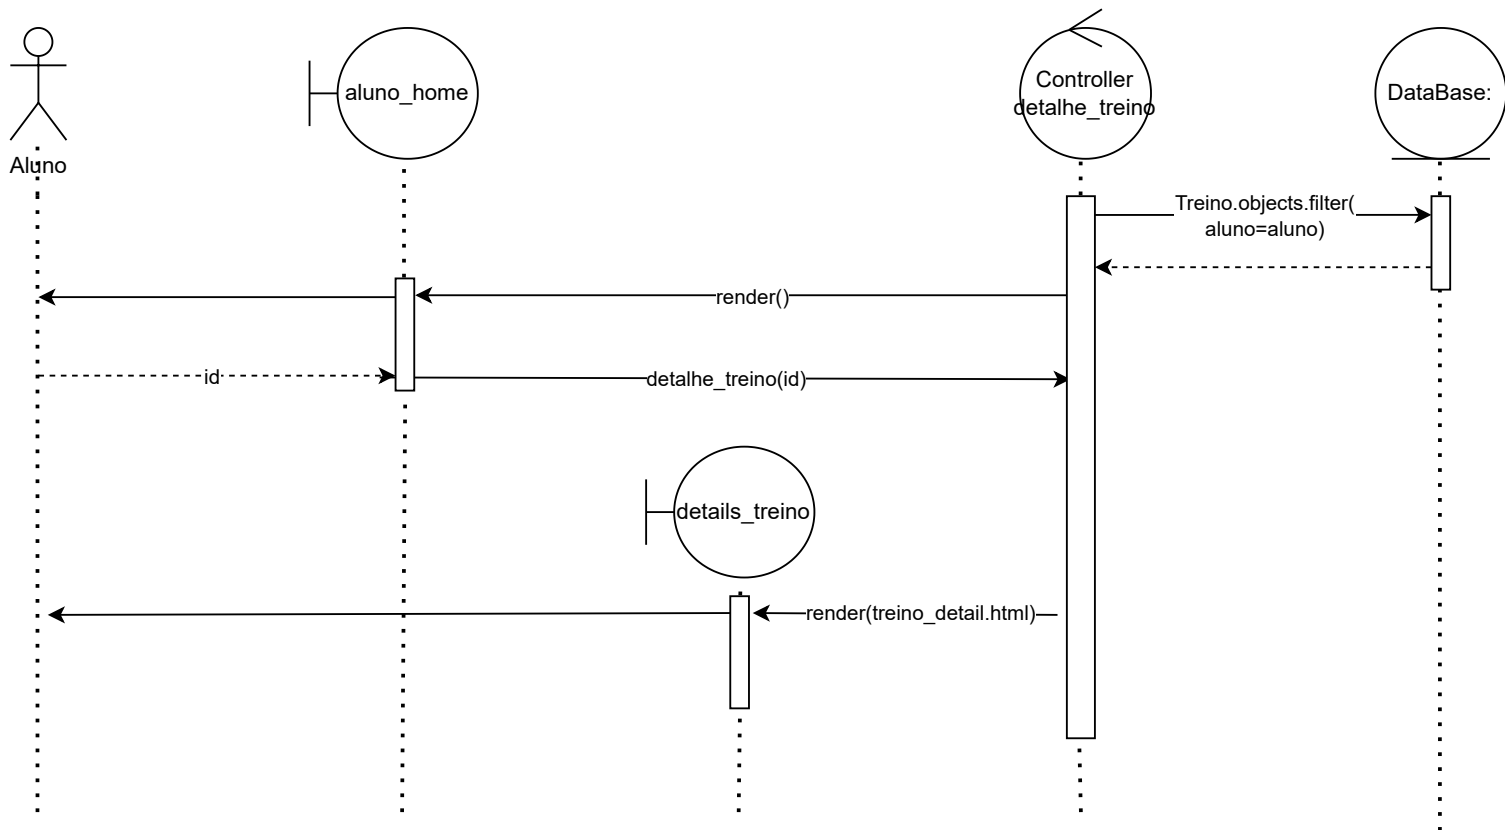 aluno_home
Controller
detalhe_treino
DataBase:
Aluno
Treino.objects.filter(
aluno=aluno)
render()
id
detalhe_treino(id)
details_treino
render(treino_detail.html)